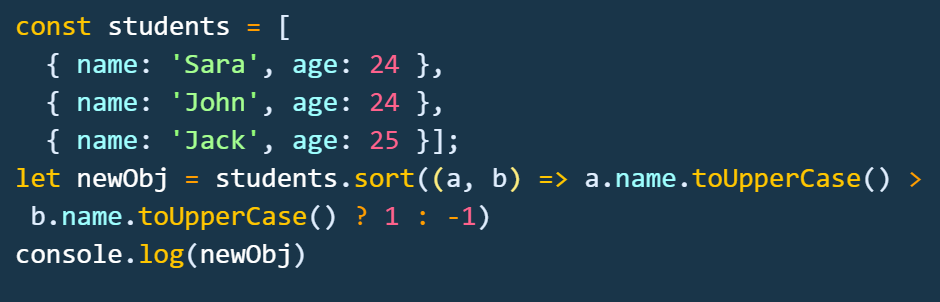 const students = [
  { name: 'Sara', age: 24 },
  { name: 'John', age: 24 },
  { name: 'Jack', age: 25 }];
let newObj = students.sort((a, b) => a.name.toUpperCase() >
 b.name.toUpperCase() ? 1 : -1)
console.log(newObj)